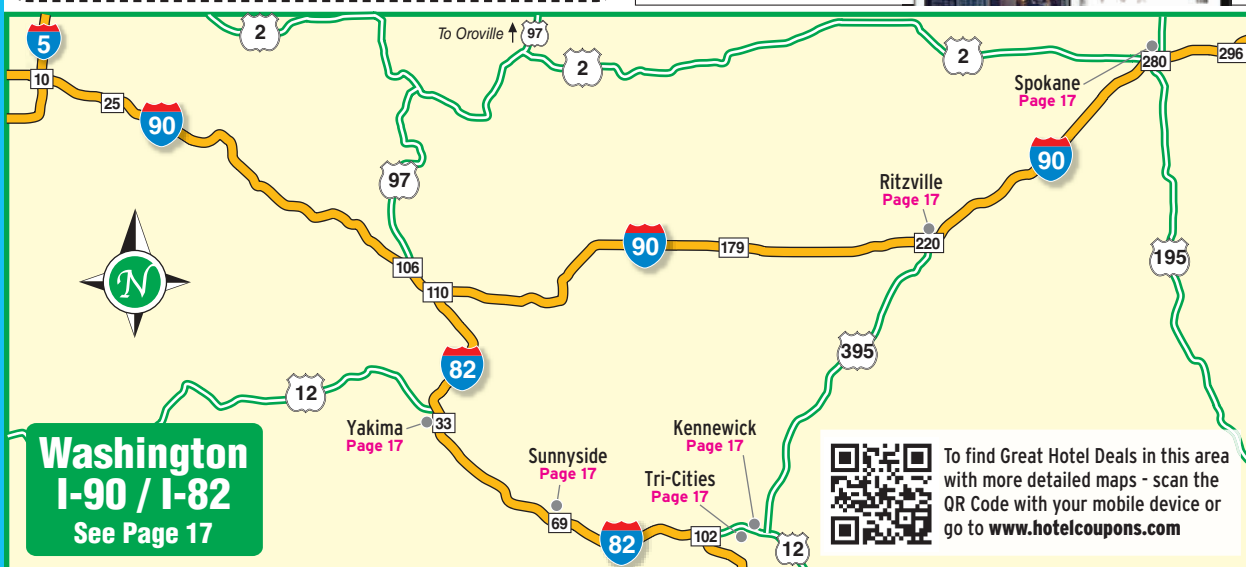 5
2
To Oroville
97
2
2
280
296
10
25
90
Spokane
Page 17
90
97
Ritzville
Page 17
106
90
179
220
195
N
110
82
395
12
Yakima
Page 17
33
Sunnyside
Page 17
Kennewick
Page 17
Tri-Cities
Page 17
69
82
102
12
Washington
I-90 / I-82
See Page 17
To find Great Hotel Deals in this area
with more detailed maps - scan the
QR Code with your mobile device or
go to www.hotelcoupons.com